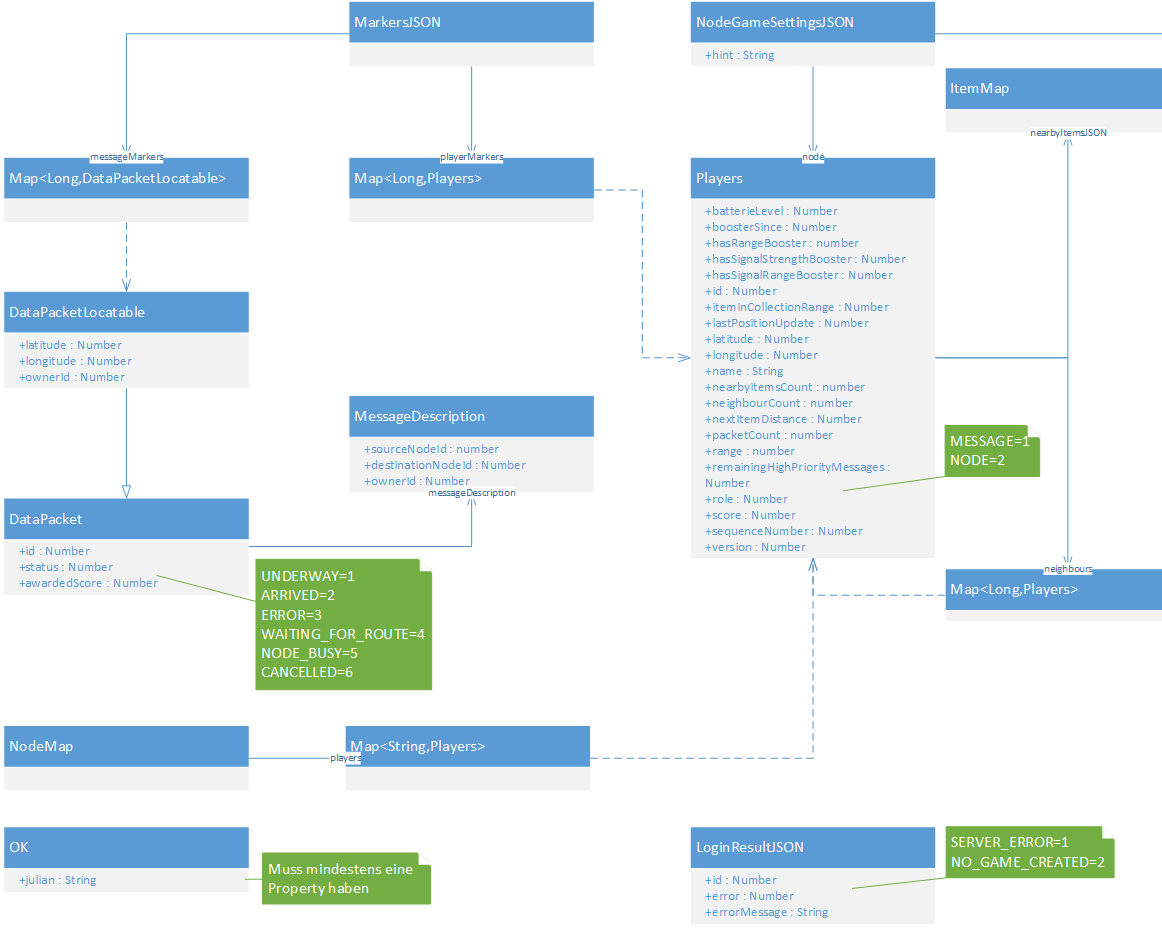 MarkersJSON
NodeGameSettingsJSON
+hint : String
ItemMap
nearbyItemsJSON
messageMarkers
Map<Long,DataPacketLocatable>
playerMarkers
Map<Long,Players>
node
Players
+batterieLevel : Number
+boosterSince : Number
+hasRangeBooster : number
+hasSignalStrengthBooster : Number
+hasSignalRangeBooster : Number
+id : Number
+itemInCollectionRange : Number
+lastPositionUpdate : Number
+latitude : Number
+longitude : Number
+name : String
+nearbyItemsCount : number
+neighbourCount : number
+nextItemDistance : Number
+packetCount : number
+range : number
+remainingHighPriorityMessages :
Number
+role : Number
+score : Number
+sequenceNumber : Number
+version : Number
DataPacketLocatable
+latitude : Number
+longitude : Number
+ownerId : Number
MessageDescription
+sourceNodeId : number
+destinationNodeId : Number
+ownerId : Number
messageDescription
MESSAGE=1
NODE=2
DataPacket
+id : Number
+status : Number
+awardedScore : Number
UNDERWAY=1
ARRIVED=2
ERROR=3
WAITING_FOR_ROUTE=4
NODE_BUSY=5
CANCELLED=6
neighbours
Map<Long,Players>
NodeMap
players
Map<String,Players>
OK
+julian : String
Muss mindestens eine
Property haben
LoginResultJSON
+id : Number
+error : Number
+errorMessage : String
SERVER_ERROR=1
NO_GAME_CREATED=2